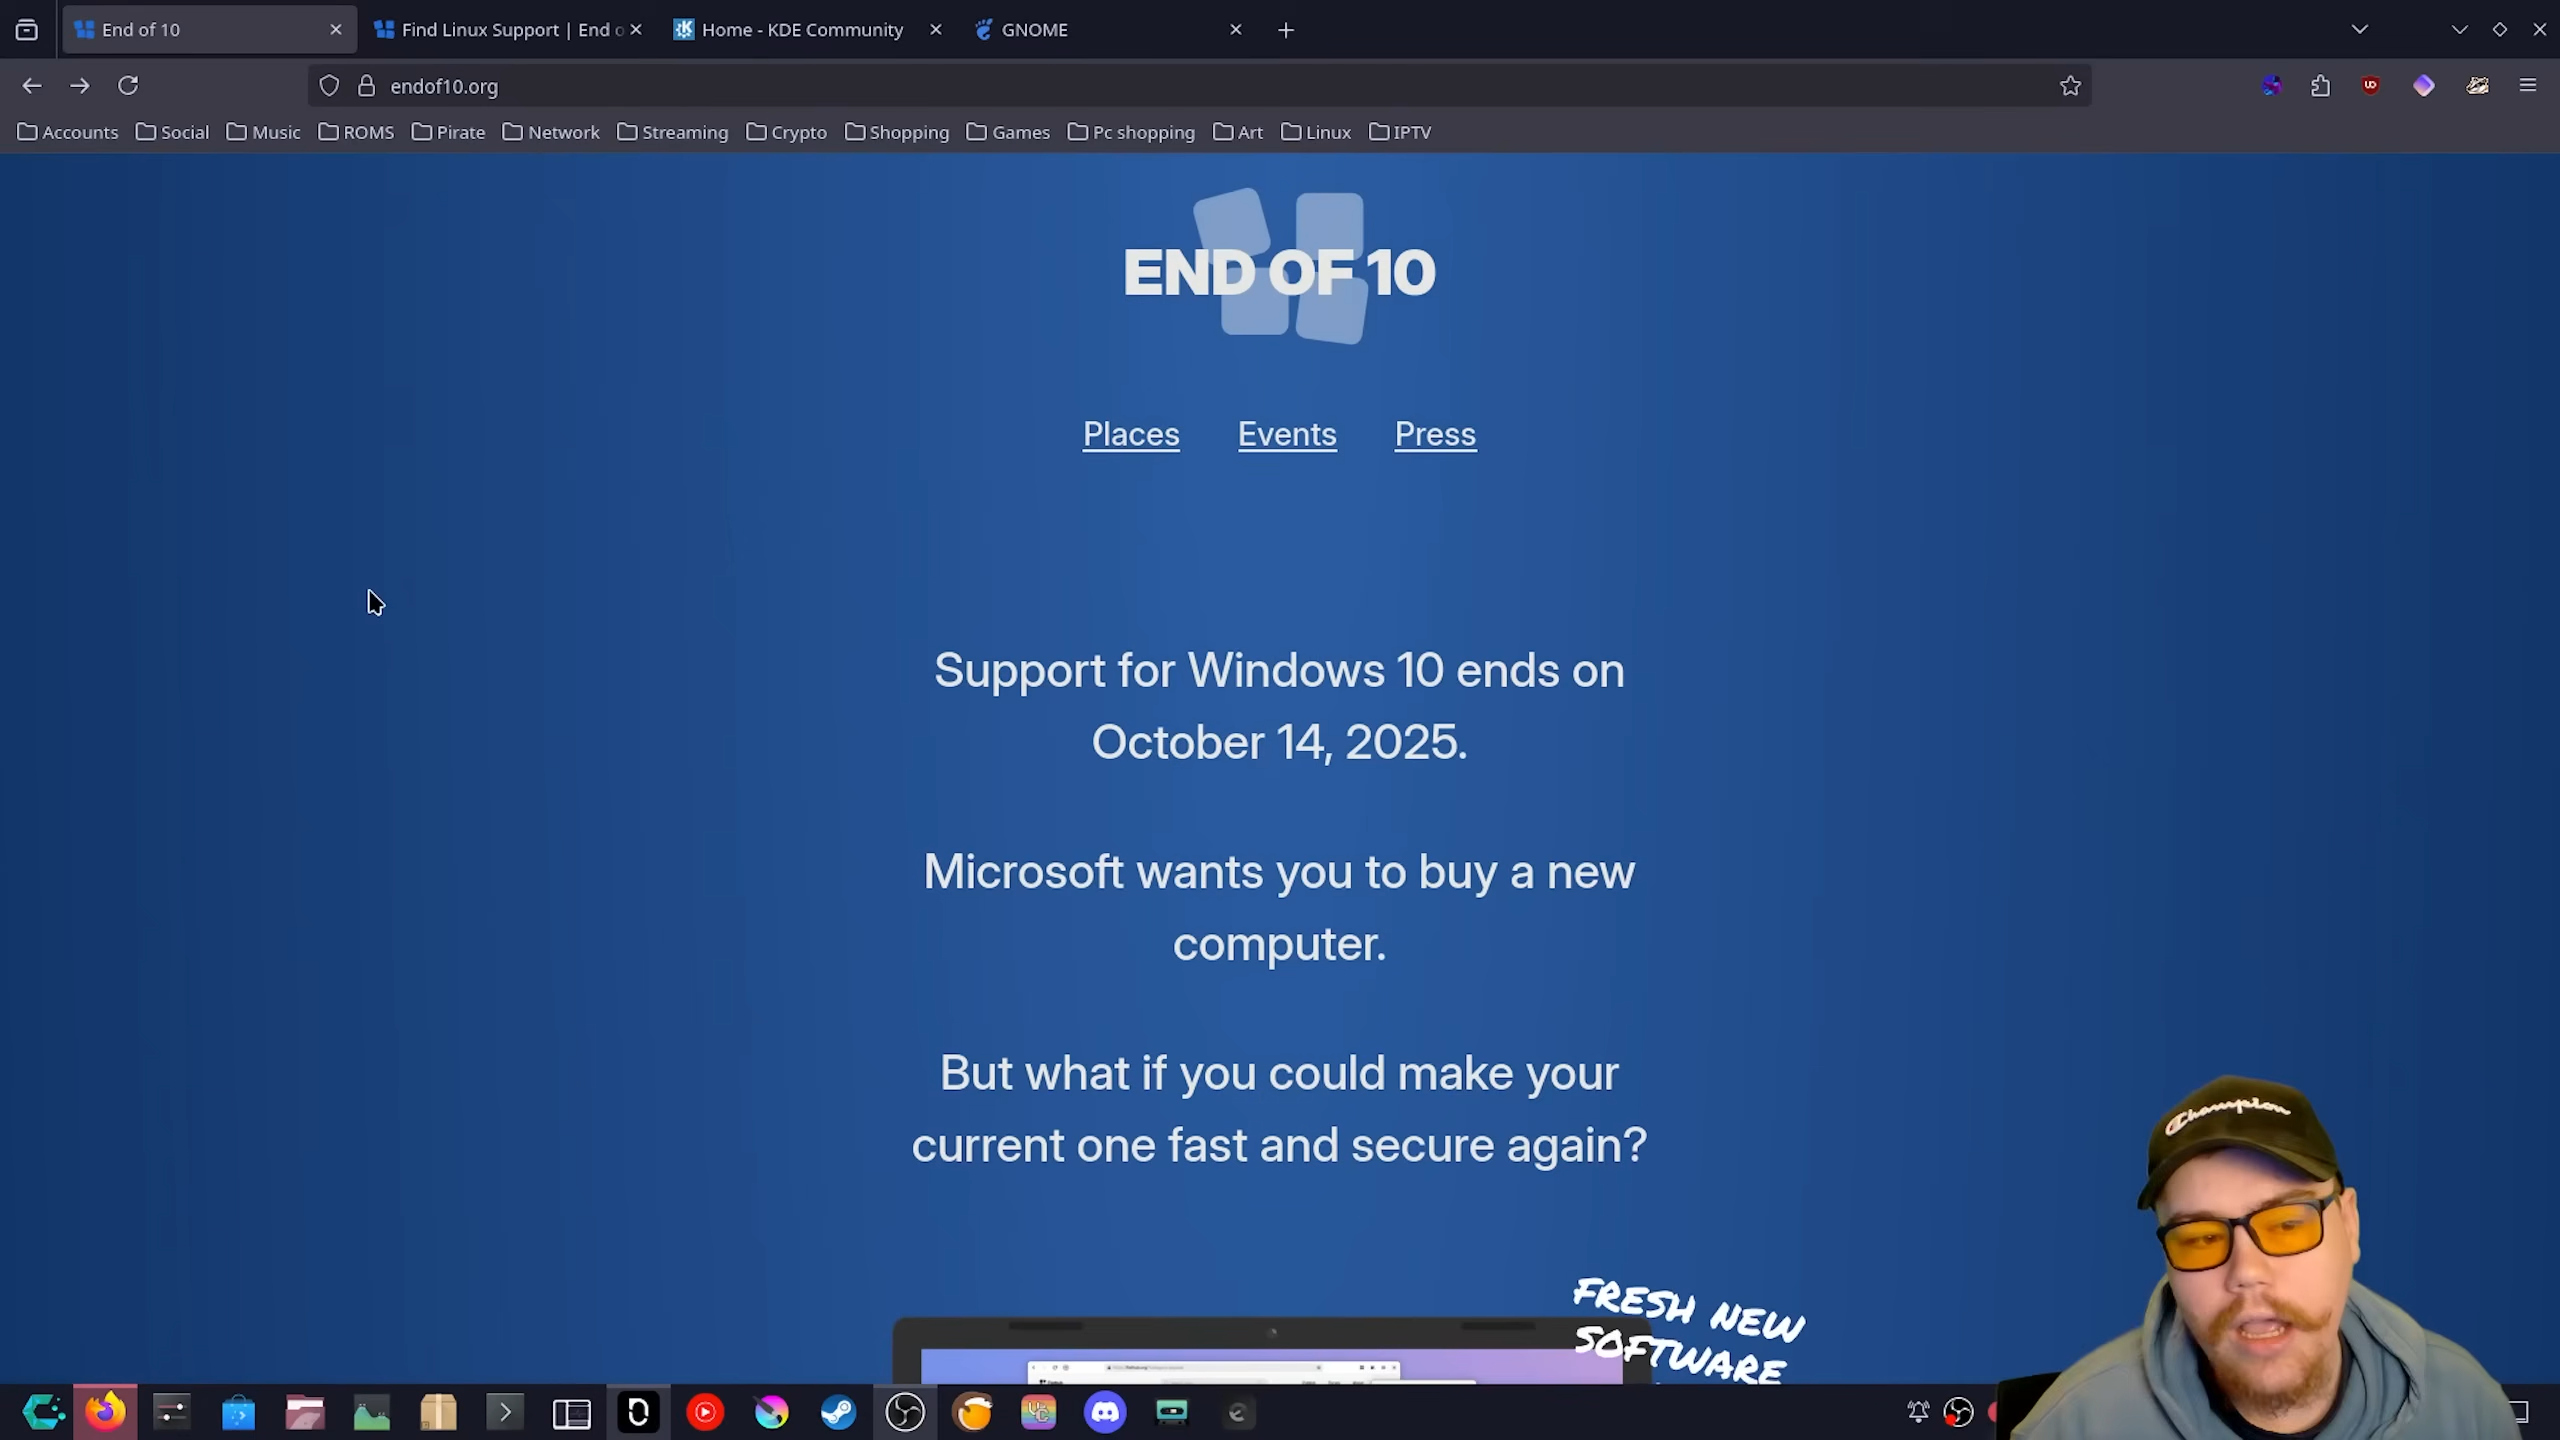 End of 10
Find Linux Support | End o
Home - KDE Community
GNOME
endof10.org
Accounts
Social
Music
ROMS
Pirate
Network
Streaming
Crypto
Shopping
Games
Pc shopping
Art
Linux
IPTV
END OF 10
Places
Events
Press
Support for Windows 10 ends on
October 14, 2025.
Microsoft wants you to buy a new
computer.
But what if you could make your
current one fast and secure again?
FRESH NEW
SOFTWARE
Champion